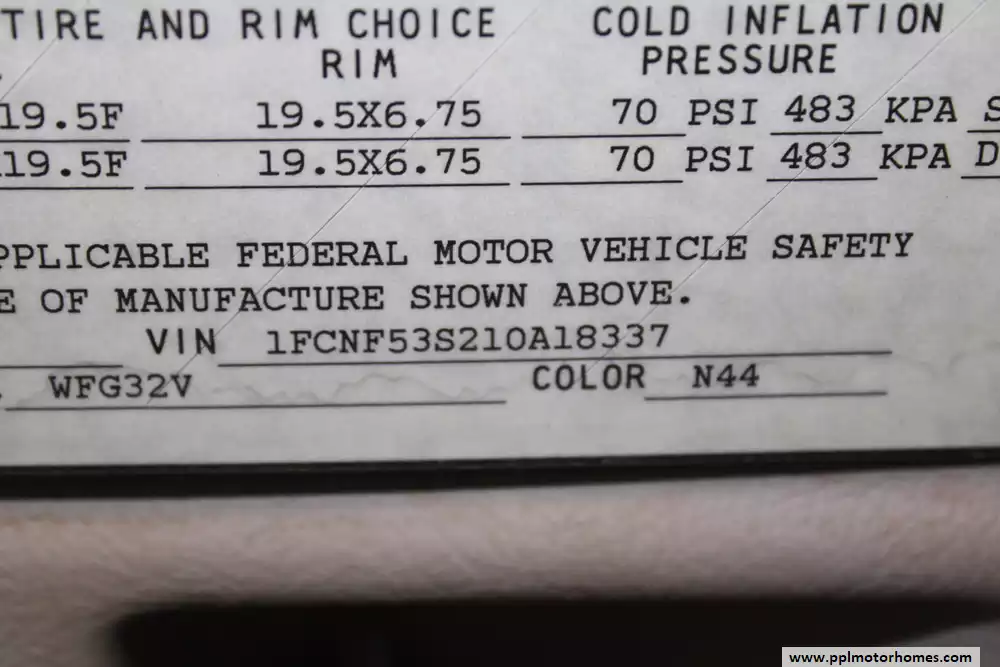 TIRE AND RIM CHOICE COLD INFLATION
RIM PRESSURE
19.5F 19.5X6.75 70 PSI 483 KPA S
19.5F 19.5X6.75 70 PSI 483 KPA D
PPLICABLE FEDERAL MOTOR VEHICLE SAFETY
E OF MANUFACTURE SHOWN ABOVE.
VIN 1FCNF53S210A18337
WFG32V COLOR N44
www.pplmotorhomes.com